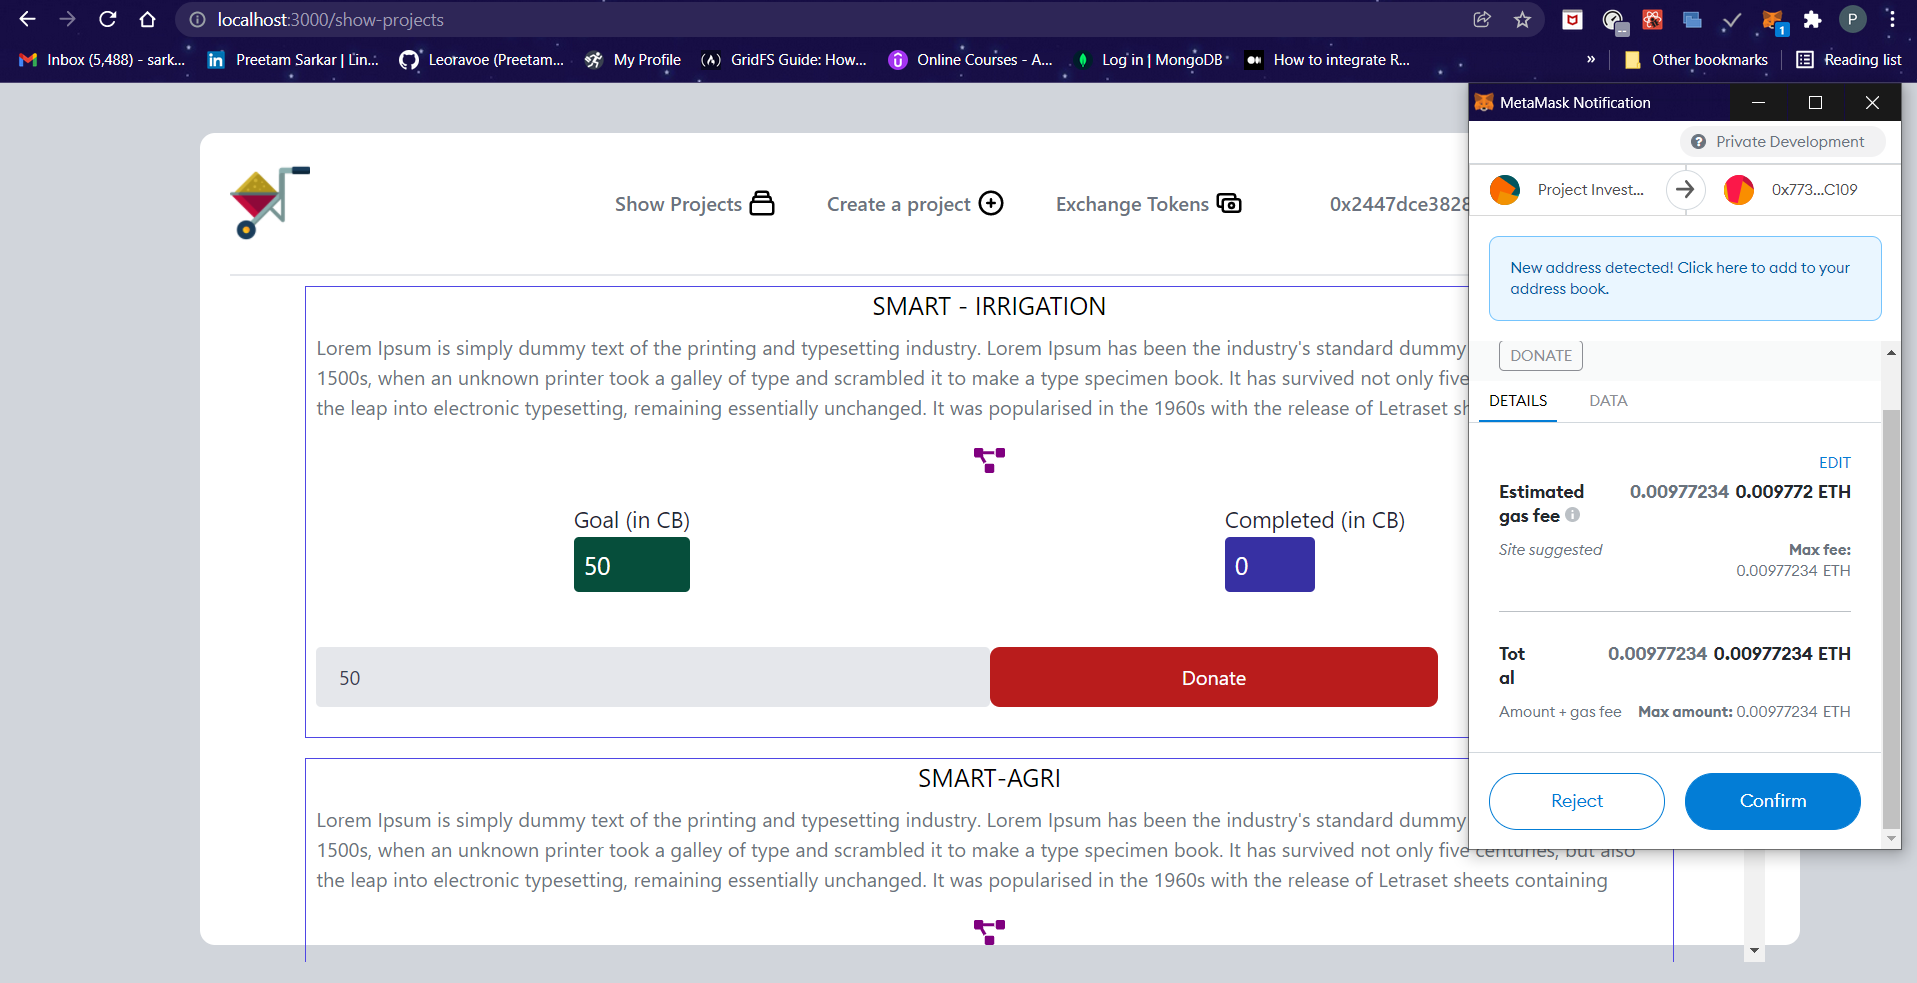 localhost:3000/show-projects
P
1
Inbox (5,488) - sark...
in
Preetam Sarkar | Lin...
Leoravoe (Preetam...
My Profile
GridFS Guide: How...
Online Courses - A...
Log in | MongoDB
How to integrate R...
»
Other bookmarks
Reading list
MetaMask Notification
Private Development
Project Invest...
0x773...C109
New address detected! Click here to add to your
address book.
DONATE
DETAILS
DATA
EDIT
Estimated
gas fee
0.00977234 0.009772 ETH
Site suggested
Max fee:
0.00977234 ETH
Tot
al
0.00977234 0.00977234 ETH
Amount + gas fee
Max amount: 0.00977234 ETH
Reject
Confirm
Show Projects
Create a project
Exchange Tokens
0x2447dce3828
SMART - IRRIGATION
Lorem Ipsum is simply dummy text of the printing and typesetting industry. Lorem Ipsum has been the industry's standard dummy
1500s, when an unknown printer took a galley of type and scrambled it to make a type specimen book. It has survived not only five
the leap into electronic typesetting, remaining essentially unchanged. It was popularised in the 1960s with the release of Letraset sh
Goal (in CB)
50
Completed (in CB)
0
50
Donate
SMART-AGRI
Lorem Ipsum is simply dummy text of the printing and typesetting industry. Lorem Ipsum has been the industry's standard dummy
1500s, when an unknown printer took a galley of type and scrambled it to make a type specimen book. It has survived not only five centuries, but also
the leap into electronic typesetting, remaining essentially unchanged. It was popularised in the 1960s with the release of Letraset sheets containing